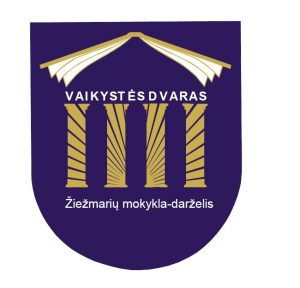 VAIKYSTĖS DVARAS
Žiežmarių mokykla-darželis